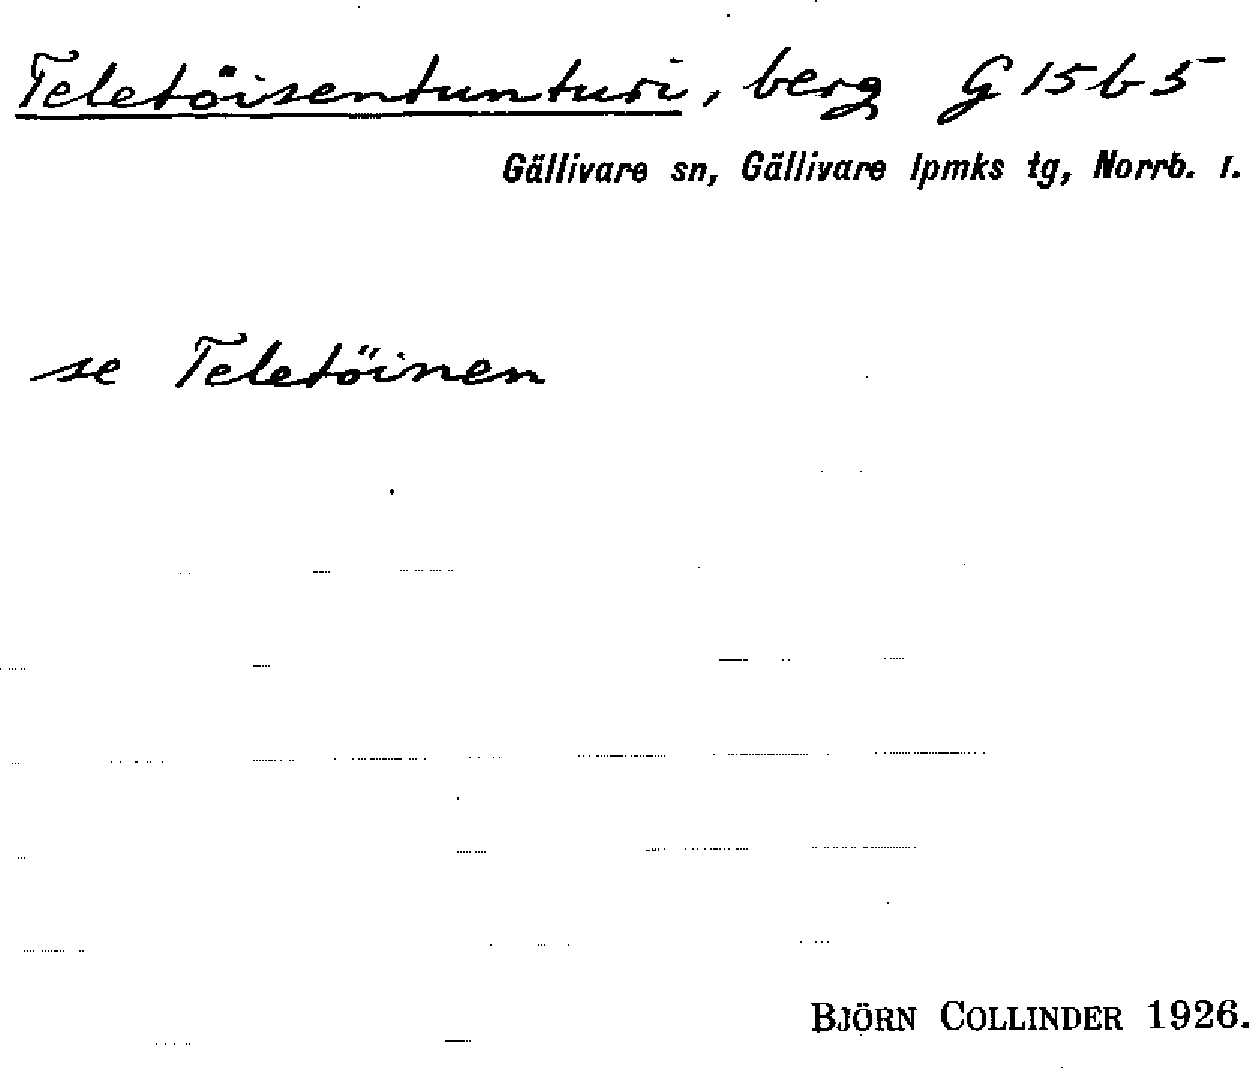 Teletöisentunturi, berg G 15 b 5
Gällivare sn, Gällivare lpmks tg, Norrb. l.
se Teletöinen
BJÖRN COLLINDER 1926.